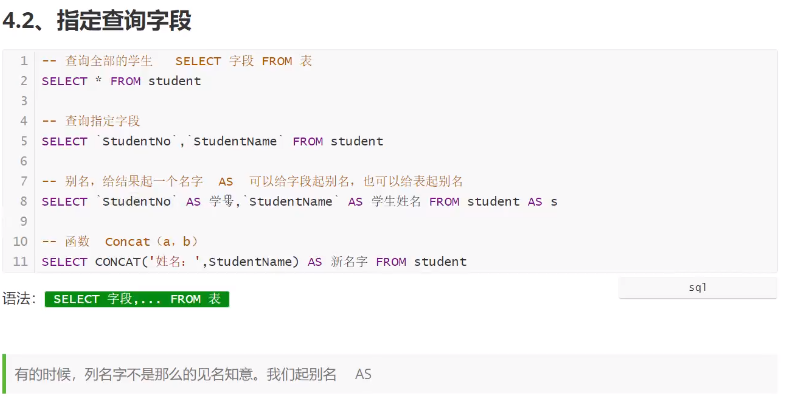 4.2、指定查询字段
1 -- 查询全部的学生 SELECT 字段 FROM 表
2 SELECT * FROM student
3
4 -- 查询指定字段
5 SELECT `StudentNo`,`StudentName` FROM student
6
7 -- 别名，给结果起一个名字 AS 可以给字段起别名，也可以给表起别名
8 SELECT `StudentNo` AS 学号,`StudentName` AS 学生姓名 FROM student AS s
9
10 -- 函数 Concat（a，b）
11 SELECT CONCAT('姓名：',StudentName) AS 新名字 FROM student
sql
语法： SELECT 字段,... FROM 表
有的时候，列名字不是那么的见名知意。我们起别名 AS